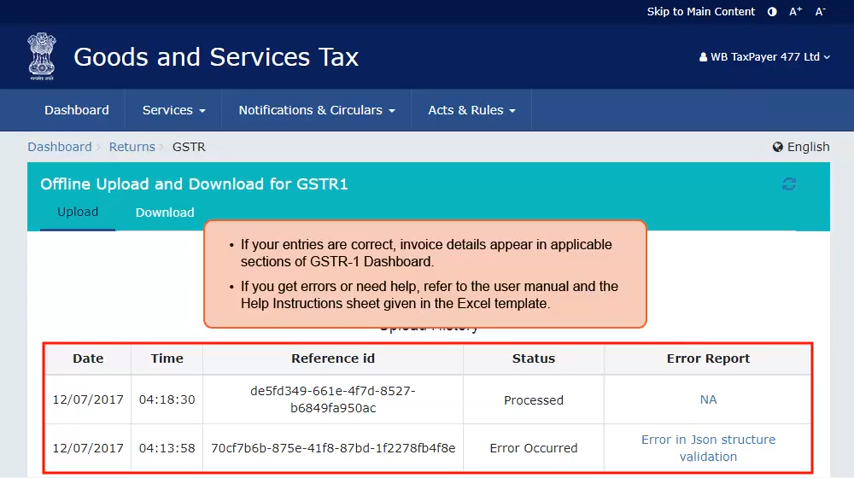 Skip to Main Content A+ A-
Goods and Services Tax
WB TaxPayer 477 Ltd
Dashboard Services Notifications & Circulars Acts & Rules
Dashboard Returns GSTR English
Offline Upload and Download for GSTR1
Upload Download
• If your entries are correct, invoice details appear in applicable
sections of GSTR-1 Dashboard.
• If you get errors or need help, refer to the user manual and the
Help Instructions sheet given in the Excel template.
Upload History
Date Time Reference id Status Error Report
12/07/2017 04:18:30 de5fd349-661e-4f7d-8527-
b6849fa950ac Processed NA
12/07/2017 04:13:58 70cf7b6b-875e-41f8-87bd-1f2278fb4f8e Error Occurred Error in Json structure
validation